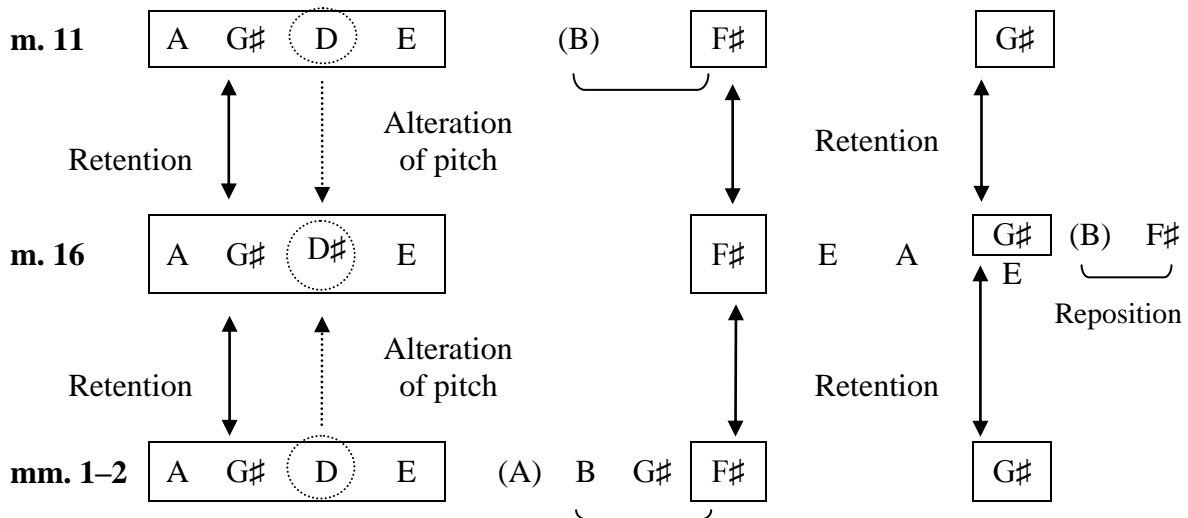 m. 11 A G♯ D E (B) F♯ G♯
Retention
Alteration
of pitch
Retention
m. 16 A G♯ D♯ E F♯ E A G♯ (B) F♯
E
Reposition
Retention
Alteration
of pitch
Retention
mm. 1–2 A G♯ D E (A) B G♯ F♯ G♯